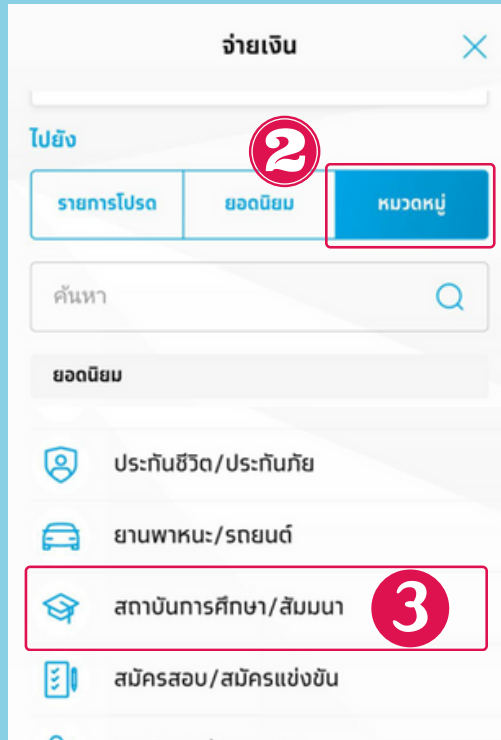 จ่ายเงิน
ไปยัง
2
รายการโปรด ยอดนิยม หมวดหมู่
ค้นหา
ยอดนิยม
ประกันชีวิต/ประกันภัย
ยานพาหนะ/รถยนต์
สถาบันการศึกษา/สัมมนา 3
สมัครสอบ/สมัครแข่งขัน